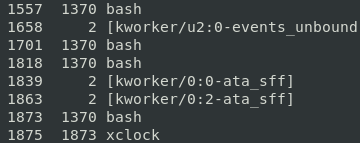 1557 1370 bash
1658 2 [kworker/u2:0-events_unbound
1701 1370 bash
1818 1370 bash
1839 2 [kworker/0:0-ata_sff]
1863 2 [kworker/0:2-ata_sff]
1873 1370 bash
1875 1873 xclock